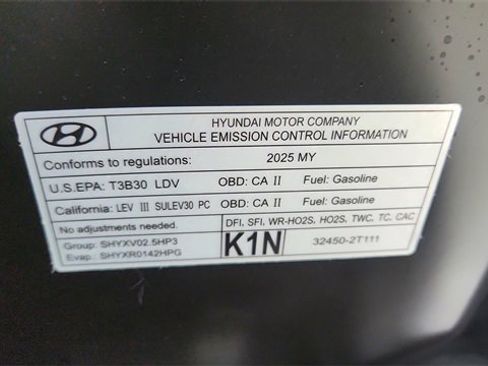 HYUNDAI MOTOR COMPANY
VEHICLE EMISSION CONTROL INFORMATION
Conforms to regulations: 2025 MY
U.S.EPA: T3B30 LDV OBD: CA II Fuel: Gasoline
California: LEV III SULEV30 PC OBD: CA II Fuel: Gasoline
No adjustments needed. DFI, SFI, WR-HO2S, HO2S, TWC, TC, CAC
Group: SHYXV02.5HP3 K1N 32450-2T111
Evap: SHYXR0142HPG